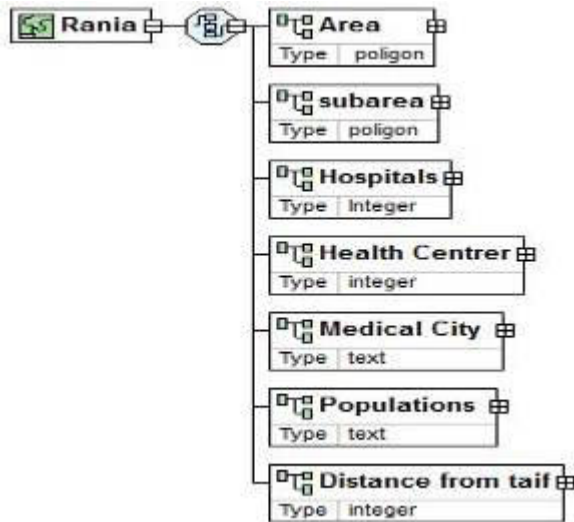 Rania
Area
Type poligon
subarea
Type poligon
Hospitals
Type Integer
Health Centrer
Type integer
Medical City
Type text
Populations
Type text
Distance from taif
Type integer